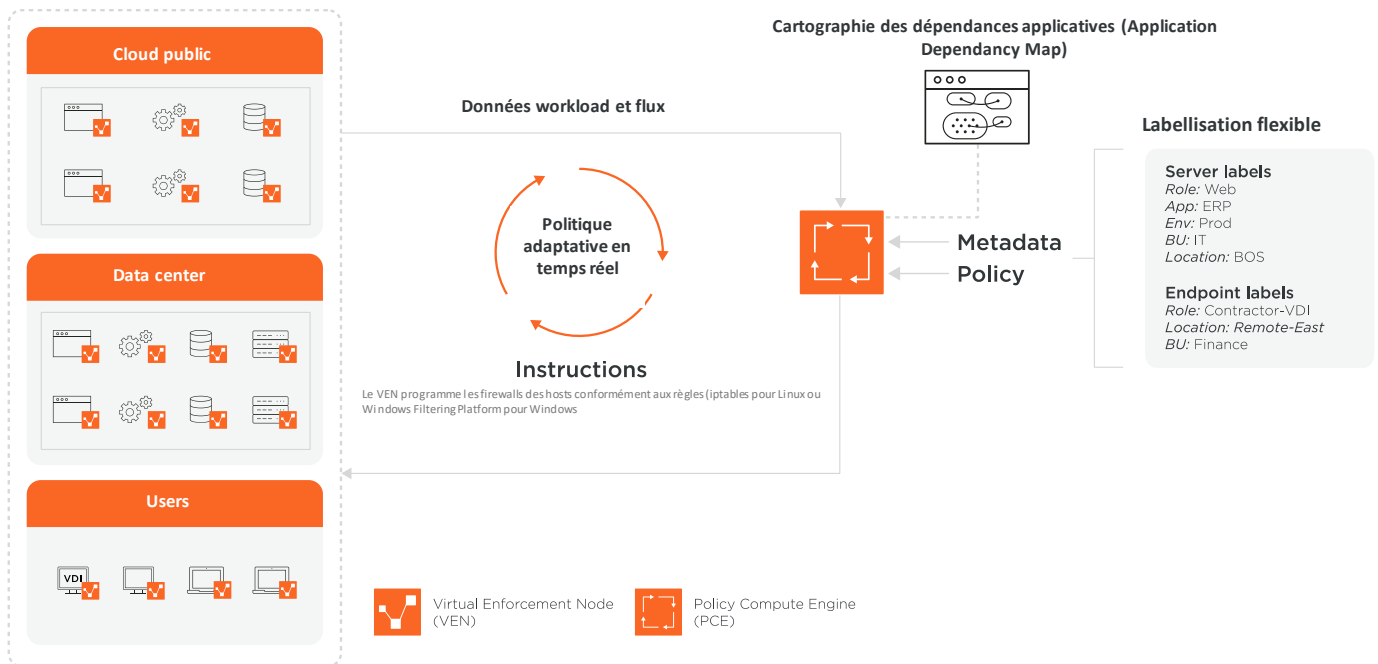 Cloud public
Data center
Users
VDI
Données workload et flux
Politique
adaptative en
temps réel
Instructions
Le VEN programme les firewalls des hosts conformément aux règles (iptables pour Linux ou
Windows Filtering Platform pour Windows
Cartographie des dépendances applicatives (Application
Dependancy Map)
Metadata
Policy
Labellisation flexible
Server labels
Role: Web
App: ERP
Env: Prod
BU: IT
Location: BOS
Endpoint labels
Role: Contractor-VDI
Location: Remote-East
BU: Finance
Virtual Enforcement Node
(VEN)
Policy Compute Engine
(PCE)